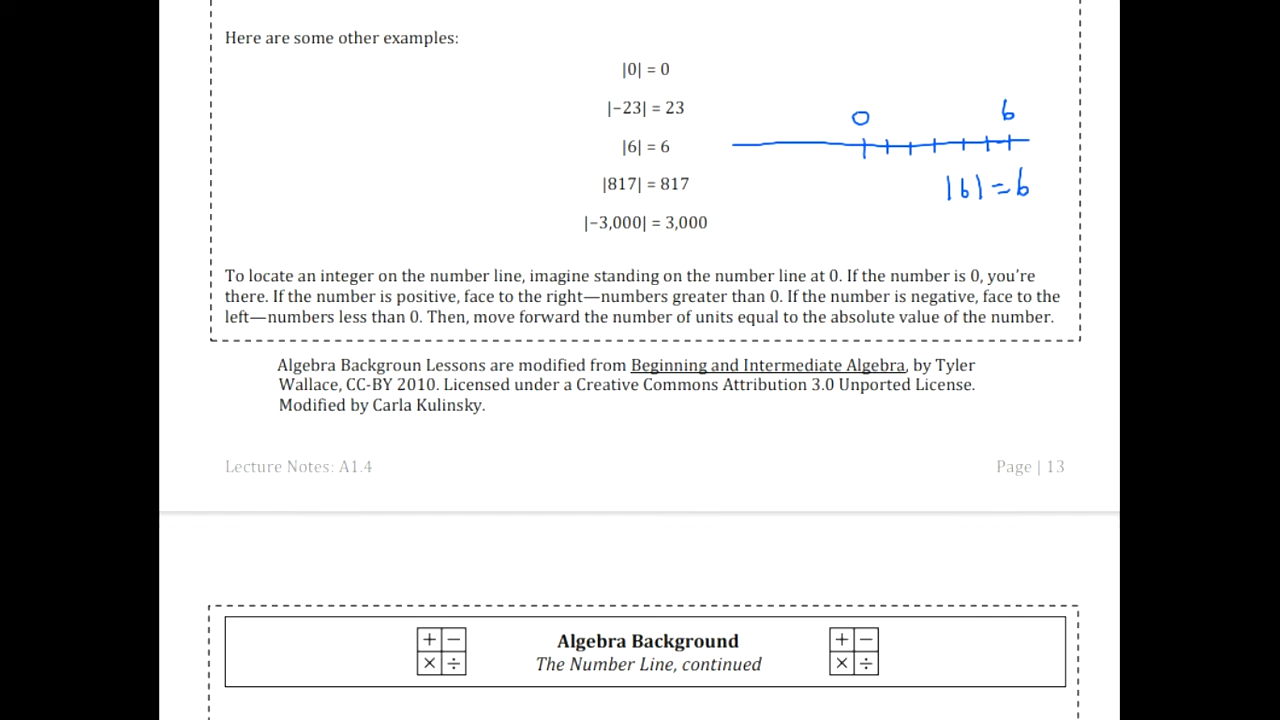 Here are some other examples:
|0| = 0
|−23| = 23
0
6
|6| = 6
|817| = 817
|6| = 6
|−3,000| = 3,000
To locate an integer on the number line, imagine standing on the number line at 0. If the number is 0, you're
there. If the number is positive, face to the right—numbers greater than 0. If the number is negative, face to the
left—numbers less than 0. Then, move forward the number of units equal to the absolute value of the number.
Algebra Backgroun Lessons are modified from Beginning and Intermediate Algebra, by Tyler
Wallace, CC-BY 2010. Licensed under a Creative Commons Attribution 3.0 Unported License.
Modified by Carla Kulinsky.
Lecture Notes: A1.4
Page | 13
+ −
× ÷
Algebra Background
The Number Line, continued
+ −
× ÷